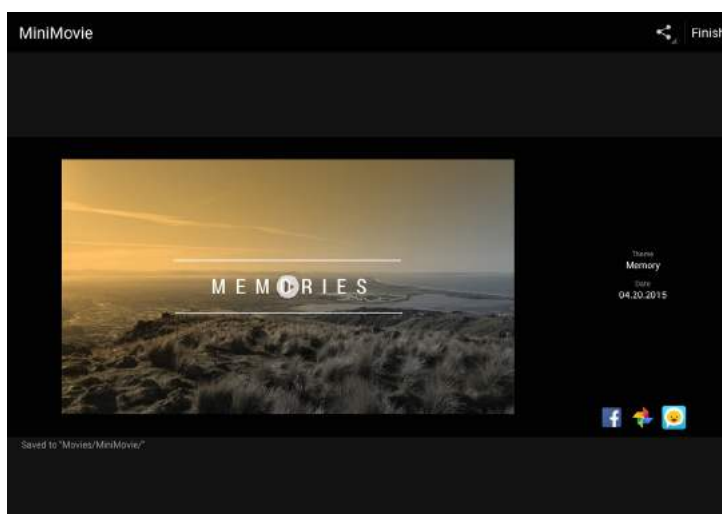 MiniMovie
Finish
MEMORIES
Theme
Memory
Date
04.20.2015
Saved to "Movies/MiniMovie/"